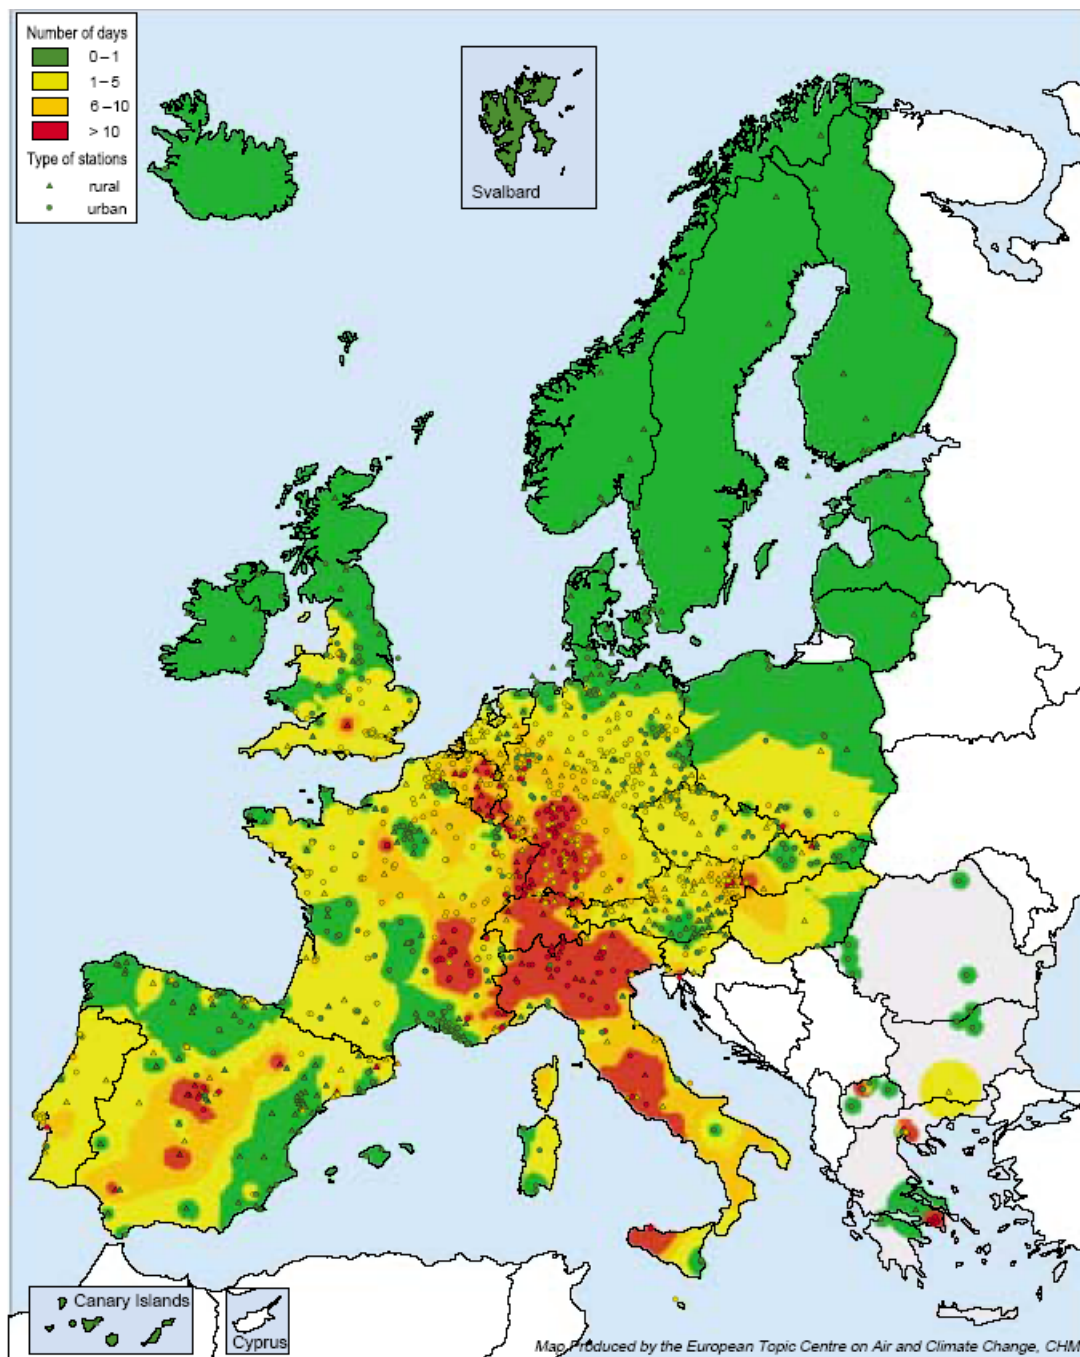 Number of days
0–1
1–5
6–10
> 10
Type of stations
rural
urban
Svalbard
Canary Islands
Cyprus
Map Produced by the European Topic Centre on Air and Climate Change, CHM